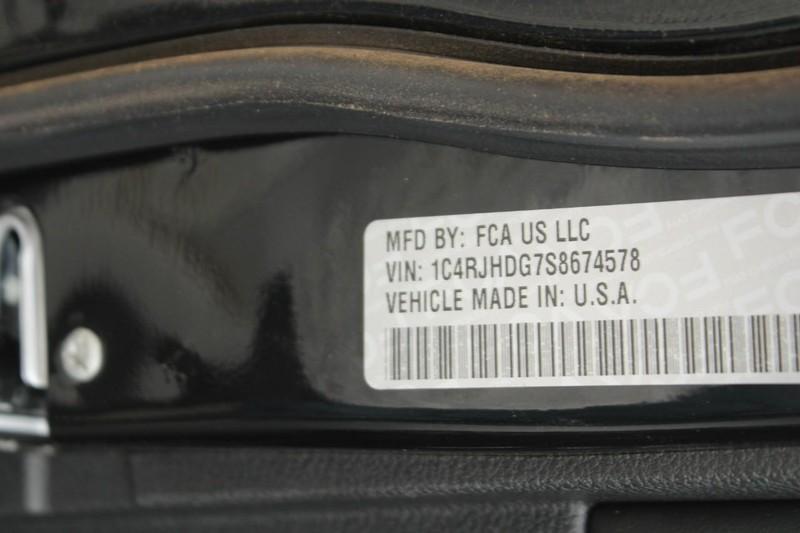 MFD BY: FCA US LLC
VIN: 1C4RJHDG7S8674578
VEHICLE MADE IN: U.S.A.